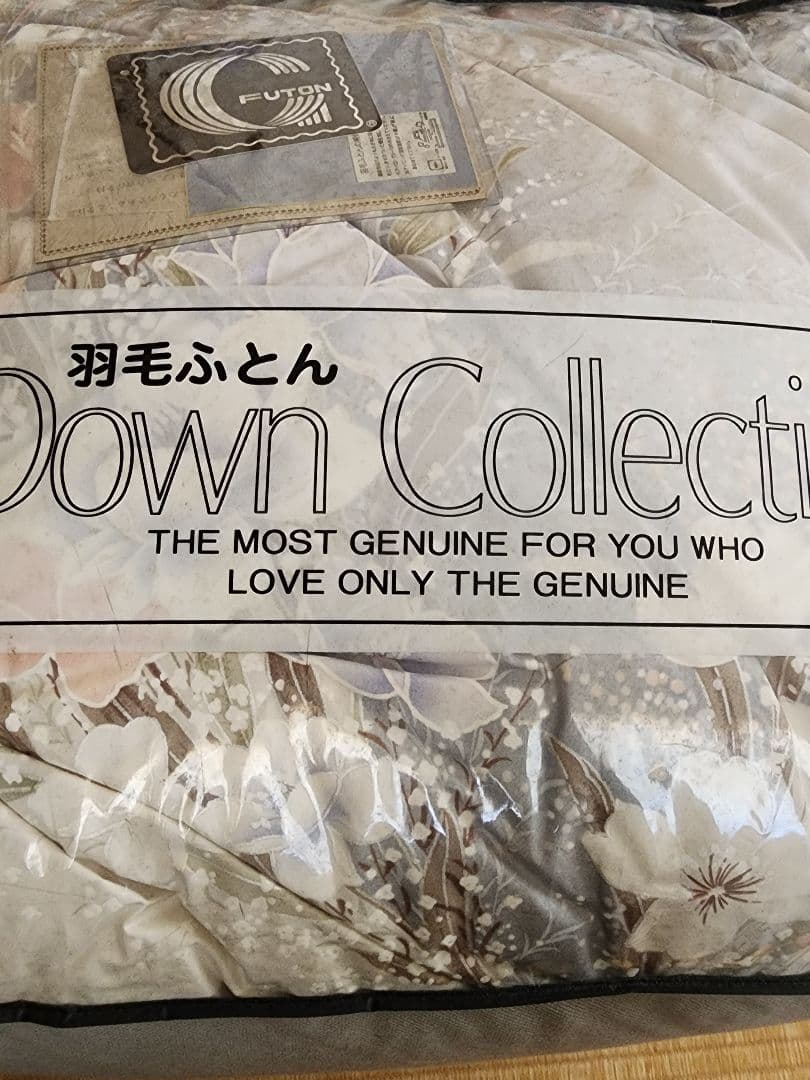 FUTON
羽毛ふとん
Down Collecti
THE MOST GENUINE FOR YOU WHO
LOVE ONLY THE GENUINE